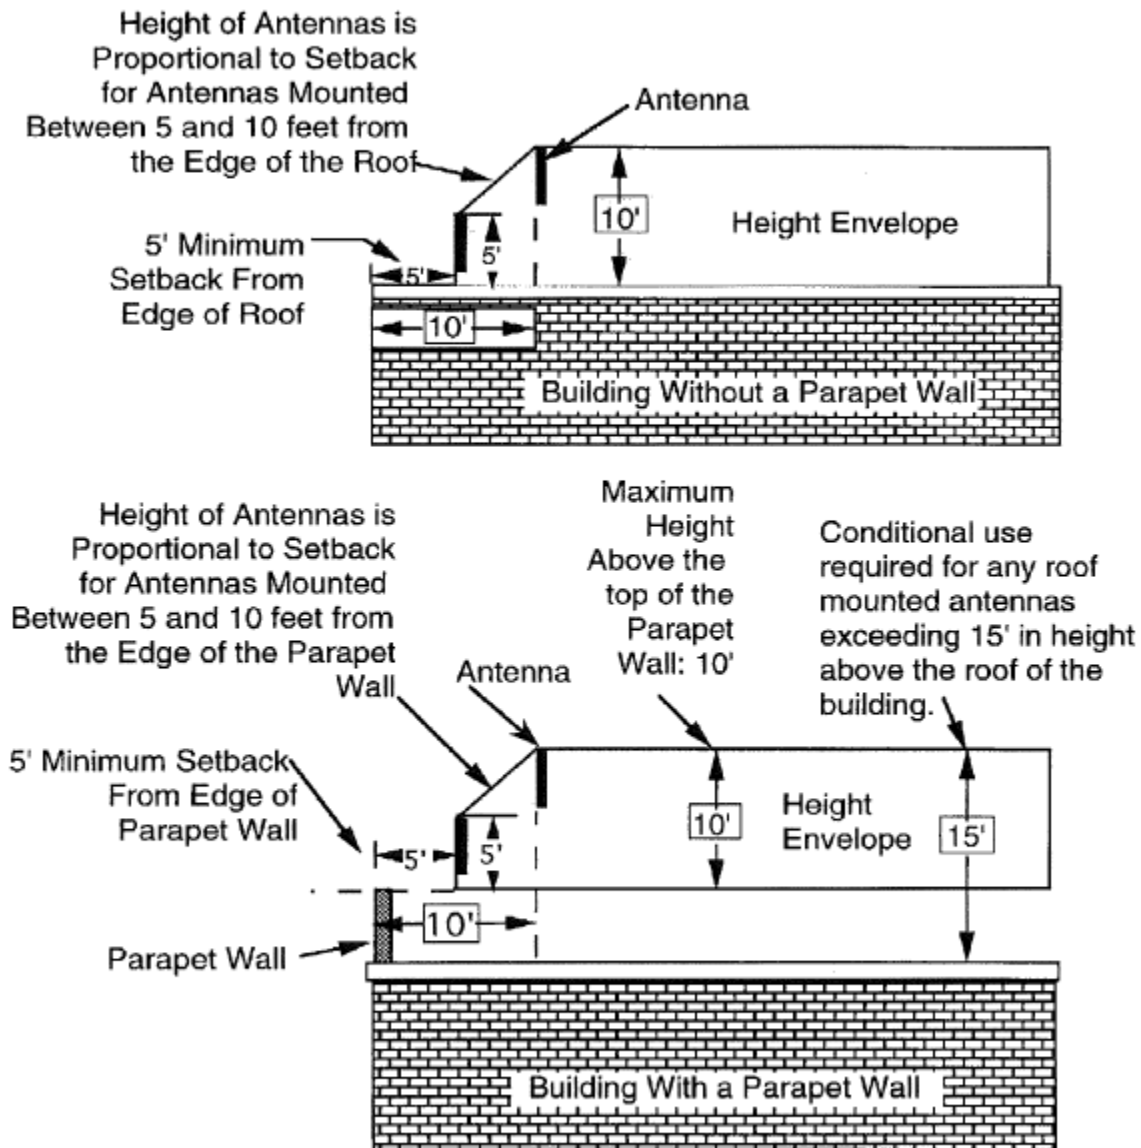 Height of Antennas is
Proportional to Setback
for Antennas Mounted
Between 5 and 10 feet from
the Edge of the Roof
Antenna
10'
Height Envelope
5' Minimum
Setback From
Edge of Roof
5'
5'
10'
Building Without a Parapet Wall
Height of Antennas is
Proportional to Setback
for Antennas Mounted
Between 5 and 10 feet from
the Edge of the Parapet
Wall
Antenna
Maximum
Height
Above the
top of the
Parapet
Wall: 10'
Conditional use
required for any roof
mounted antennas
exceeding 15' in height
above the roof of the
building.
5' Minimum Setback
From Edge of
Parapet Wall
5'
5'
10'
Height
Envelope
15'
10'
Parapet Wall
Building With a Parapet Wall